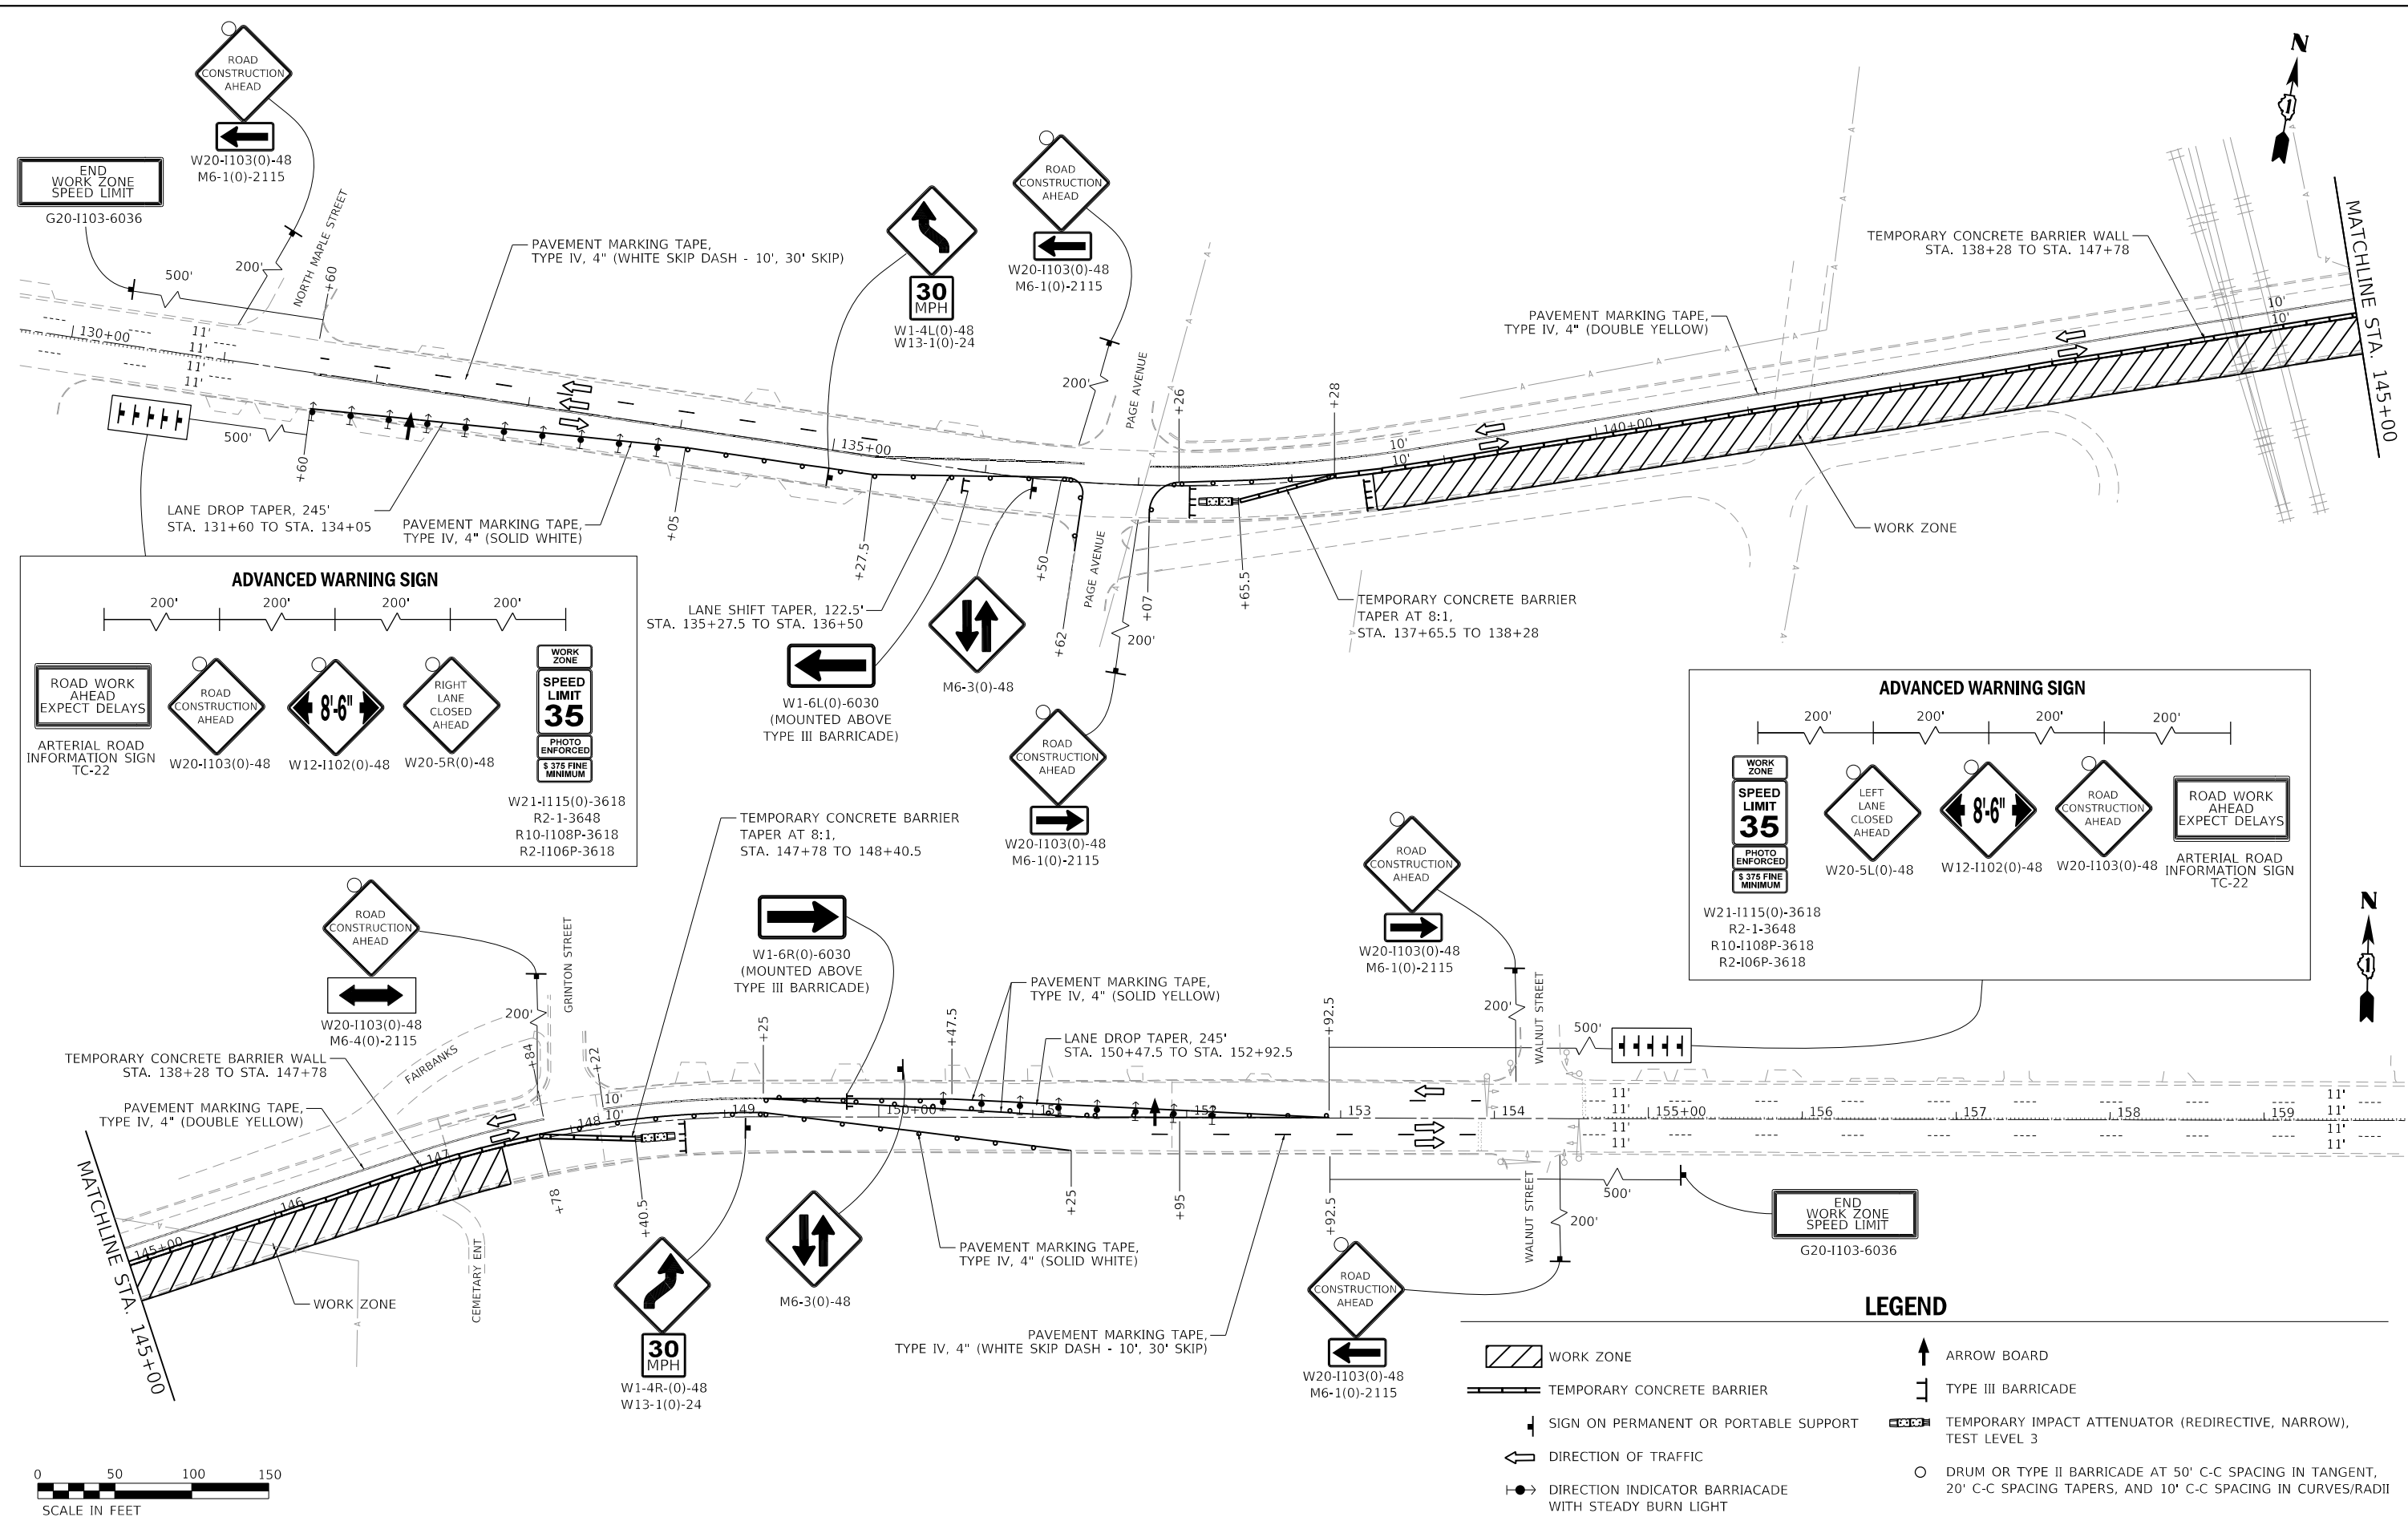 ROAD
CONSTRUCTION
AHEAD
W20-I103(0)-48
M6-1(0)-2115
END
WORK ZONE
SPEED LIMIT
G20-I103-6036
500'
200'
NORTH MAPLE STREET
+60
PAVEMENT MARKING TAPE,
TYPE IV, 4" (WHITE SKIP DASH - 10', 30' SKIP)
30
MPH
W1-4L(0)-48
W13-1(0)-24
ROAD
CONSTRUCTION
AHEAD
W20-I103(0)-48
M6-1(0)-2115
200'
PAGE AVENUE
+26
+28
TEMPORARY CONCRETE BARRIER WALL
STA. 138+28 TO STA. 147+78
PAVEMENT MARKING TAPE,
TYPE IV, 4" (DOUBLE YELLOW)
N
1
MATCHLINE STA. 145+00
130+00
11'
11'
11'
11'
135+00
10'
10'
140+00
10'
10'
500'
+60
LANE DROP TAPER, 245'
STA. 131+60 TO STA. 134+05
PAVEMENT MARKING TAPE,
TYPE IV, 4" (SOLID WHITE)
+05
+27.5
+50
+62
PAGE AVENUE
+07
200'
+65.5
WORK ZONE
LANE SHIFT TAPER, 122.5'
STA. 135+27.5 TO STA. 136+50
TEMPORARY CONCRETE BARRIER
TAPER AT 8:1,
STA. 137+65.5 TO 138+28
W1-6L(0)-6030
(MOUNTED ABOVE
TYPE III BARRICADE)
M6-3(0)-48
ROAD
CONSTRUCTION
AHEAD
W20-I103(0)-48
M6-1(0)-2115
ADVANCED WARNING SIGN
200'
200'
200'
200'
ROAD WORK
AHEAD
EXPECT DELAYS
ARTERIAL ROAD
INFORMATION SIGN
TC-22
ROAD
CONSTRUCTION
AHEAD
W20-I103(0)-48
8'-6"
W12-I102(0)-48
RIGHT
LANE
CLOSED
AHEAD
W20-5R(0)-48
WORK
ZONE
SPEED
LIMIT
35
PHOTO
ENFORCED
$ 375 FINE
MINIMUM
W21-I115(0)-3618
R2-1-3648
R10-I108P-3618
R2-I106P-3618
ADVANCED WARNING SIGN
200'
200'
200'
200'
WORK
ZONE
SPEED
LIMIT
35
PHOTO
ENFORCED
$ 375 FINE
MINIMUM
W21-I115(0)-3618
R2-1-3648
R10-I108P-3618
R2-I06P-3618
LEFT
LANE
CLOSED
AHEAD
W20-5L(0)-48
8'-6"
W12-I102(0)-48
ROAD
CONSTRUCTION
AHEAD
W20-I103(0)-48
ROAD WORK
AHEAD
EXPECT DELAYS
ARTERIAL ROAD
INFORMATION SIGN
TC-22
TEMPORARY CONCRETE BARRIER
TAPER AT 8:1,
STA. 147+78 TO 148+40.5
ROAD
CONSTRUCTION
AHEAD
W20-I103(0)-48
M6-4(0)-2115
GRINTON STREET
200'
FAIRBANKS
+84
+22
TEMPORARY CONCRETE BARRIER WALL
STA. 138+28 TO STA. 147+78
PAVEMENT MARKING TAPE,
TYPE IV, 4" (DOUBLE YELLOW)
W1-6R(0)-6030
(MOUNTED ABOVE
TYPE III BARRICADE)
+25
PAVEMENT MARKING TAPE,
TYPE IV, 4" (SOLID YELLOW)
+47.5
LANE DROP TAPER, 245'
STA. 150+47.5 TO STA. 152+92.5
+92.5
ROAD
CONSTRUCTION
AHEAD
W20-I103(0)-48
M6-1(0)-2115
200'
WALNUT STREET
500'
N
1
MATCHLINE STA. 145+00
145+00
146
147
148
10'
10'
149
150+00
152
153
154
155+00
156
157
158
159
11'
11'
11'
11'
11'
11'
11'
11'
CEMETARY ENT
WORK ZONE
+78
+40.5
+25
+95
+92.5
500'
WALNUT STREET
200'
END
WORK ZONE
SPEED LIMIT
G20-I103-6036
30
MPH
W1-4R-(0)-48
W13-1(0)-24
M6-3(0)-48
PAVEMENT MARKING TAPE,
TYPE IV, 4" (SOLID WHITE)
PAVEMENT MARKING TAPE,
TYPE IV, 4" (WHITE SKIP DASH - 10', 30' SKIP)
ROAD
CONSTRUCTION
AHEAD
W20-I103(0)-48
M6-1(0)-2115
LEGEND
WORK ZONE
TEMPORARY CONCRETE BARRIER
SIGN ON PERMANENT OR PORTABLE SUPPORT
DIRECTION OF TRAFFIC
DIRECTION INDICATOR BARRIACADE
WITH STEADY BURN LIGHT
ARROW BOARD
TYPE III BARRICADE
TEMPORARY IMPACT ATTENUATOR (REDIRECTIVE, NARROW),
TEST LEVEL 3
DRUM OR TYPE II BARRICADE AT 50' C-C SPACING IN TANGENT,
20' C-C SPACING TAPERS, AND 10' C-C SPACING IN CURVES/RADII
0 50 100 150
SCALE IN FEET